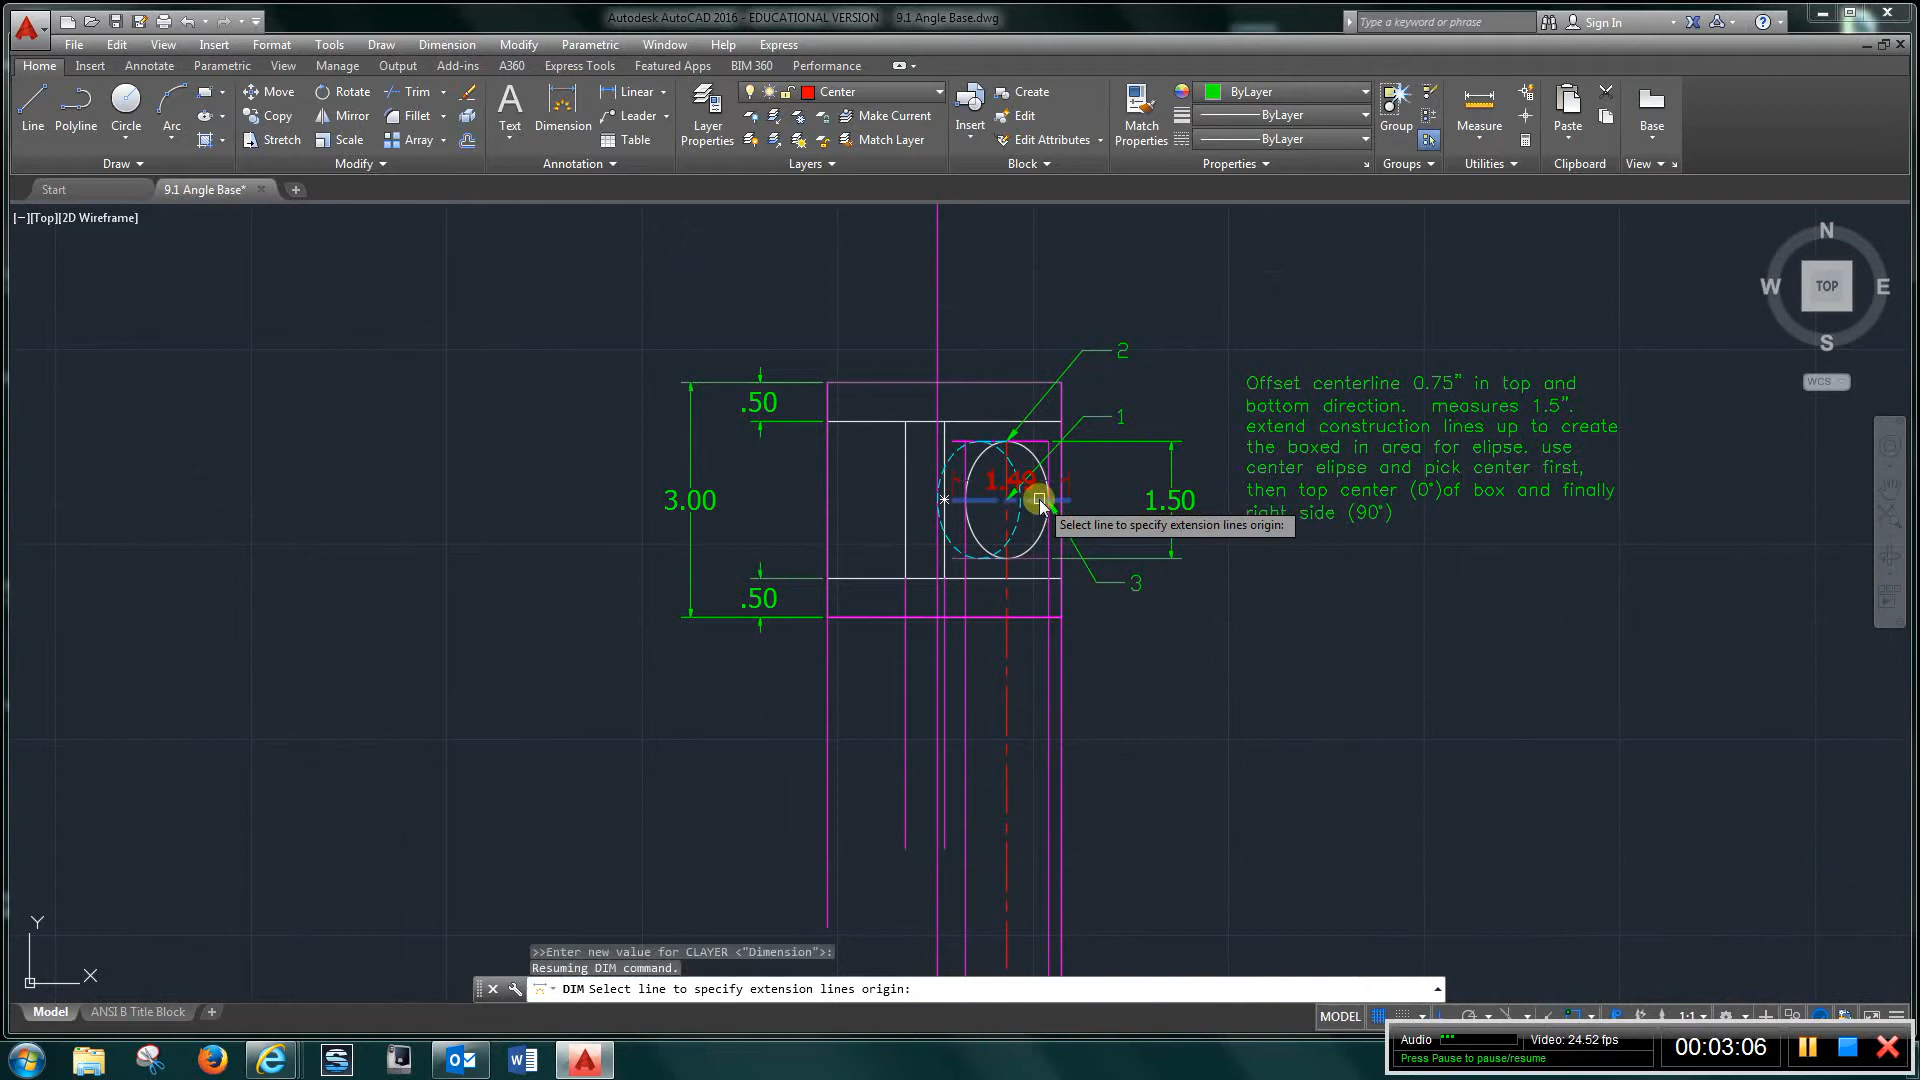 Autodesk AutoCAD 2016 - EDUCATIONAL VERSION 9.1 Angle Base.dwg
Type a keyword or phrase
Sign In
File Edit View Insert Format Tools Draw Dimension Modify Parametric Window Help Express
Home Insert Annotate Parametric View Manage Output Add-ins A360 Express Tools Featured Apps BIM 360 Performance
Line Polyline Circle Arc
Draw
Move Rotate Trim
Copy Mirror Fillet
Stretch Scale Array
Modify
Text Dimension
Linear
Leader
Table
Annotation
Layer Properties
Center
Make Current
Match Layer
Layers
Insert
Create
Edit
Edit Attributes
Block
Match Properties
ByLayer
ByLayer
ByLayer
Properties
Group
Groups
Measure
Utilities
Paste
Clipboard
Base
View
Start
9.1 Angle Base*
[−][Top][2D Wireframe]
N
W TOP E
S
WCS
2
1
3
.50
3.00
.50
1.49
1.50
Offset centerline 0.75" in top and
bottom direction. measures 1.5".
extend construction lines up to create
the boxed in area for elipse. use
center elipse and pick center first,
then top center (0°)of box and finally
right side (90°)
Select line to specify extension lines origin:
Y
X
>>Enter new value for CLAYER <"Dimension">:
Resuming DIM command.
DIM Select line to specify extension lines origin:
Model ANSI B Title Block
MODEL
1:1
Audio
Video: 24.52 fps
Press Pause to pause/resume
00:03:06